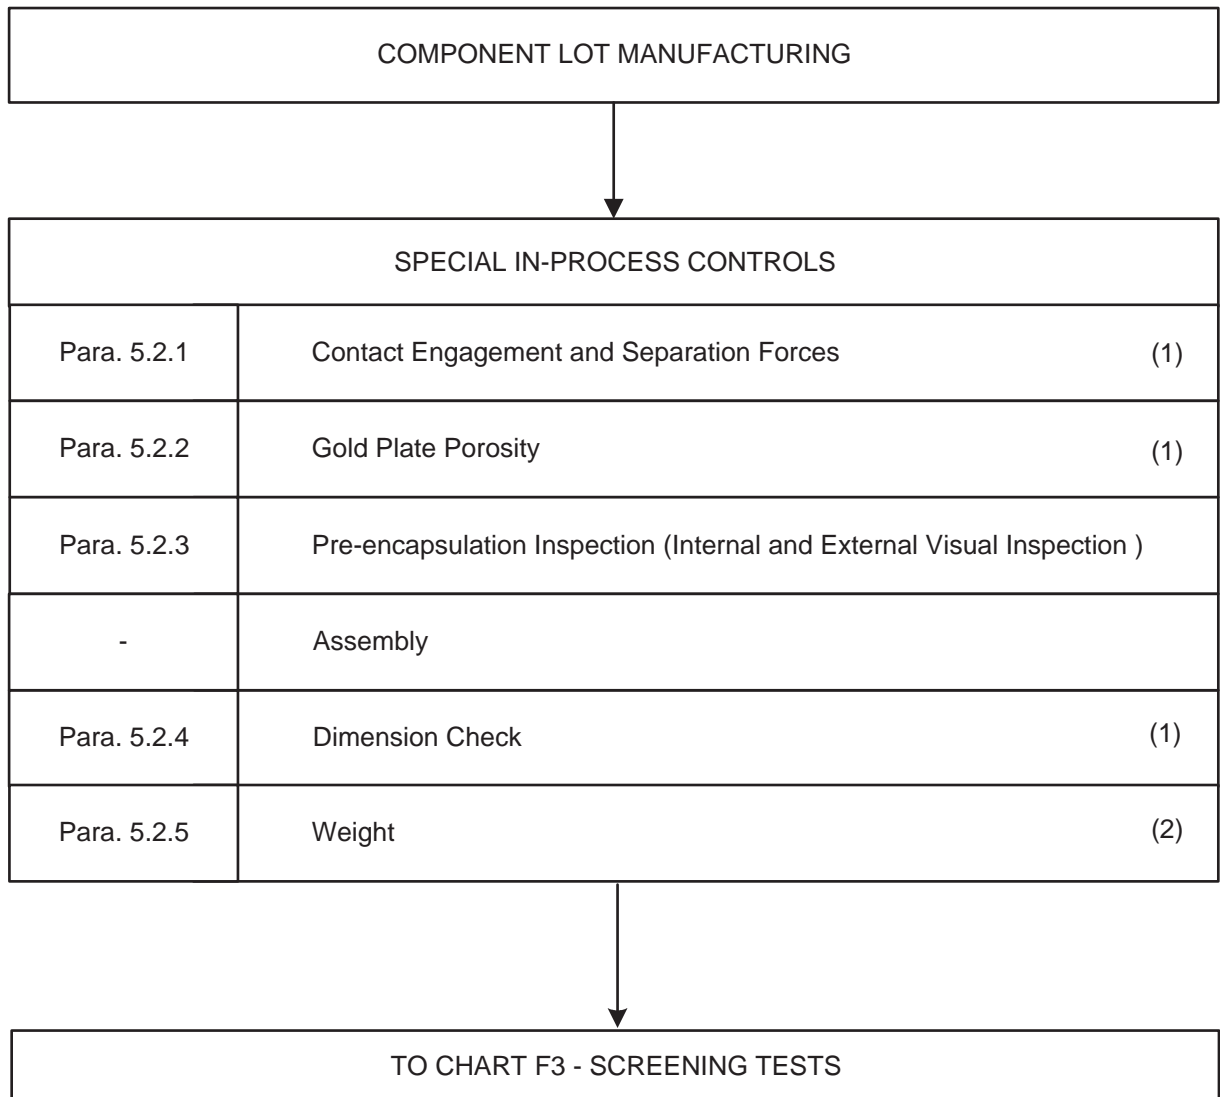 COMPONENT LOT MANUFACTURING
SPECIAL IN-PROCESS CONTROLS
Para. 5.2.1 Contact Engagement and Separation Forces (1)
Para. 5.2.2 Gold Plate Porosity (1)
Para. 5.2.3 Pre-encapsulation Inspection (Internal and External Visual Inspection )
- Assembly
Para. 5.2.4 Dimension Check (1)
Para. 5.2.5 Weight (2)
TO CHART F3 - SCREENING TESTS